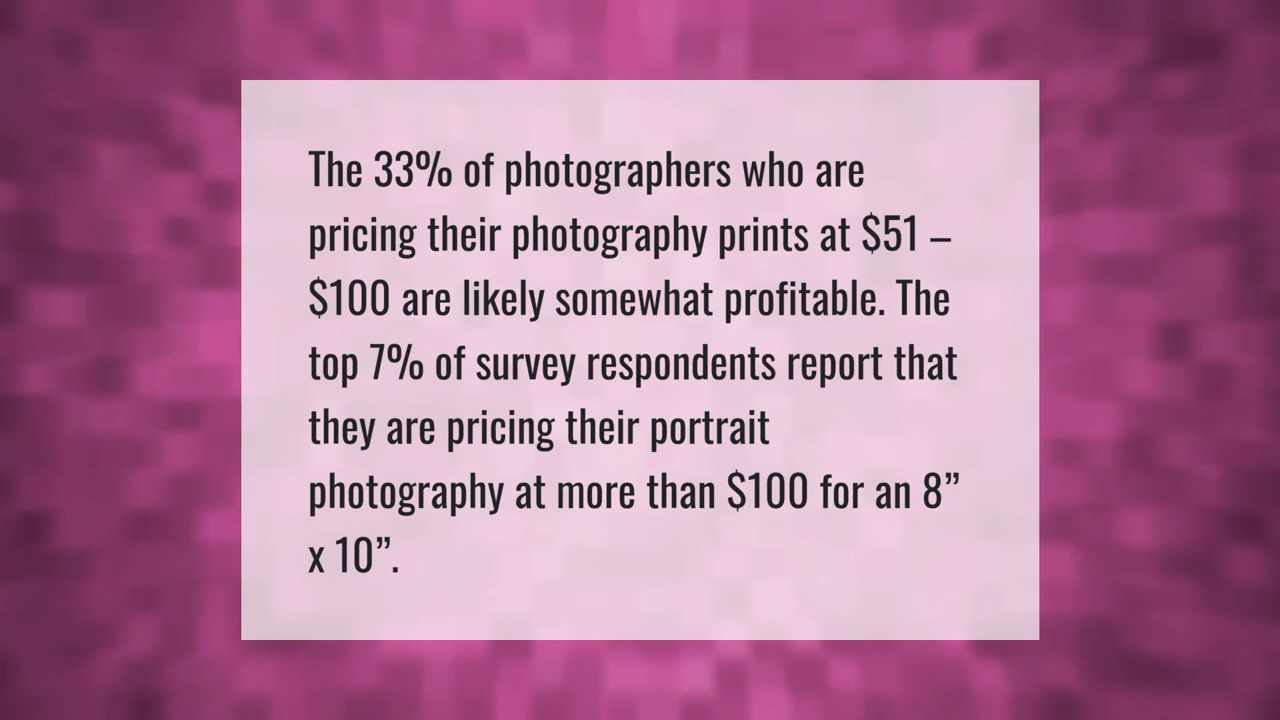 The 33% of photographers who are
pricing their photography prints at $51 –
$100 are likely somewhat profitable. The
top 7% of survey respondents report that
they are pricing their portrait
photography at more than $100 for an 8”
x 10”.